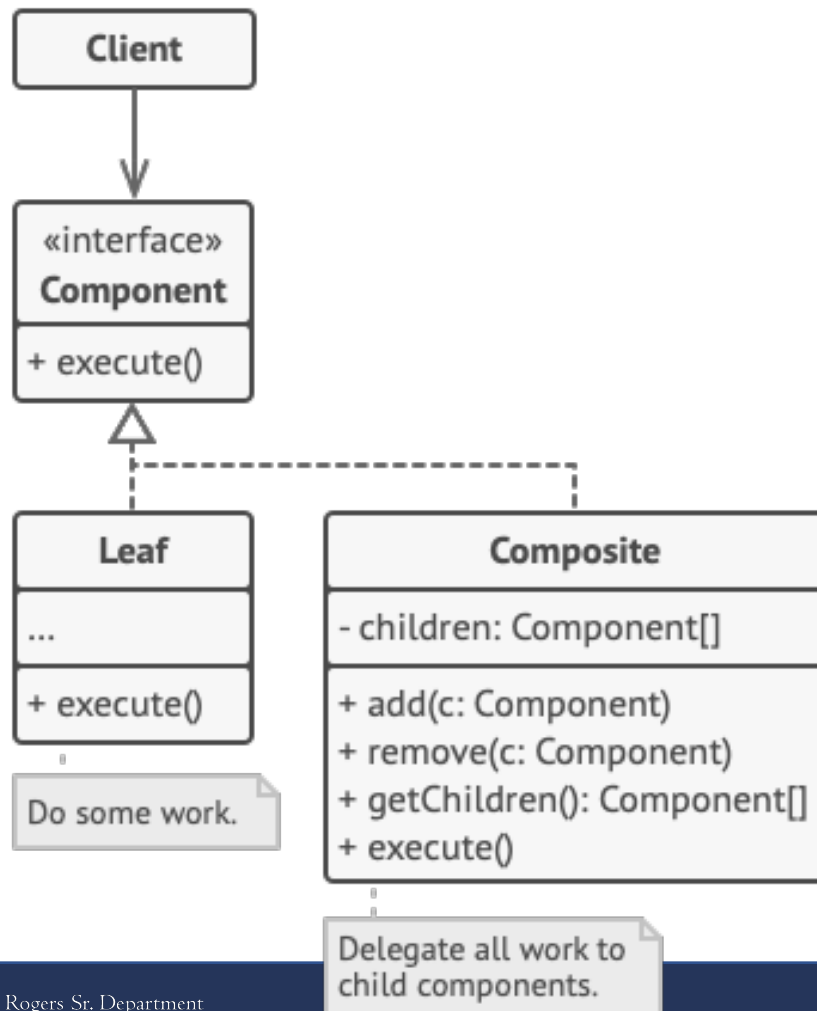 Client
«interface»
Component
+ execute()
Leaf
...
+ execute()
Do some work.
Composite
- children: Component[]
+ add(c: Component)
+ remove(c: Component)
+ getChildren(): Component[]
+ execute()
Delegate all work to
child components.
Rogers Sr. Department